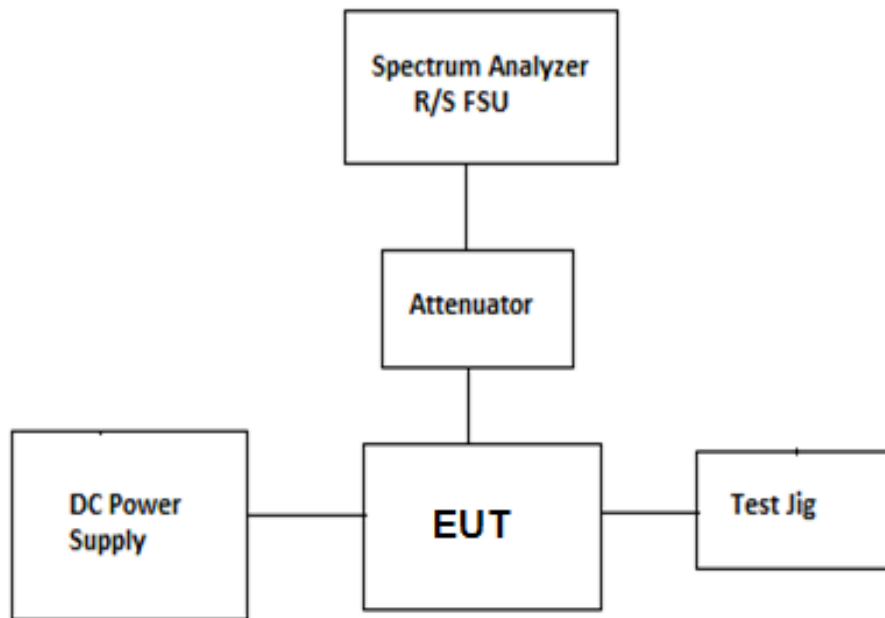 Spectrum Analyzer
R/S FSU
Attenuator
DC Power
Supply
EUT
Test Jig